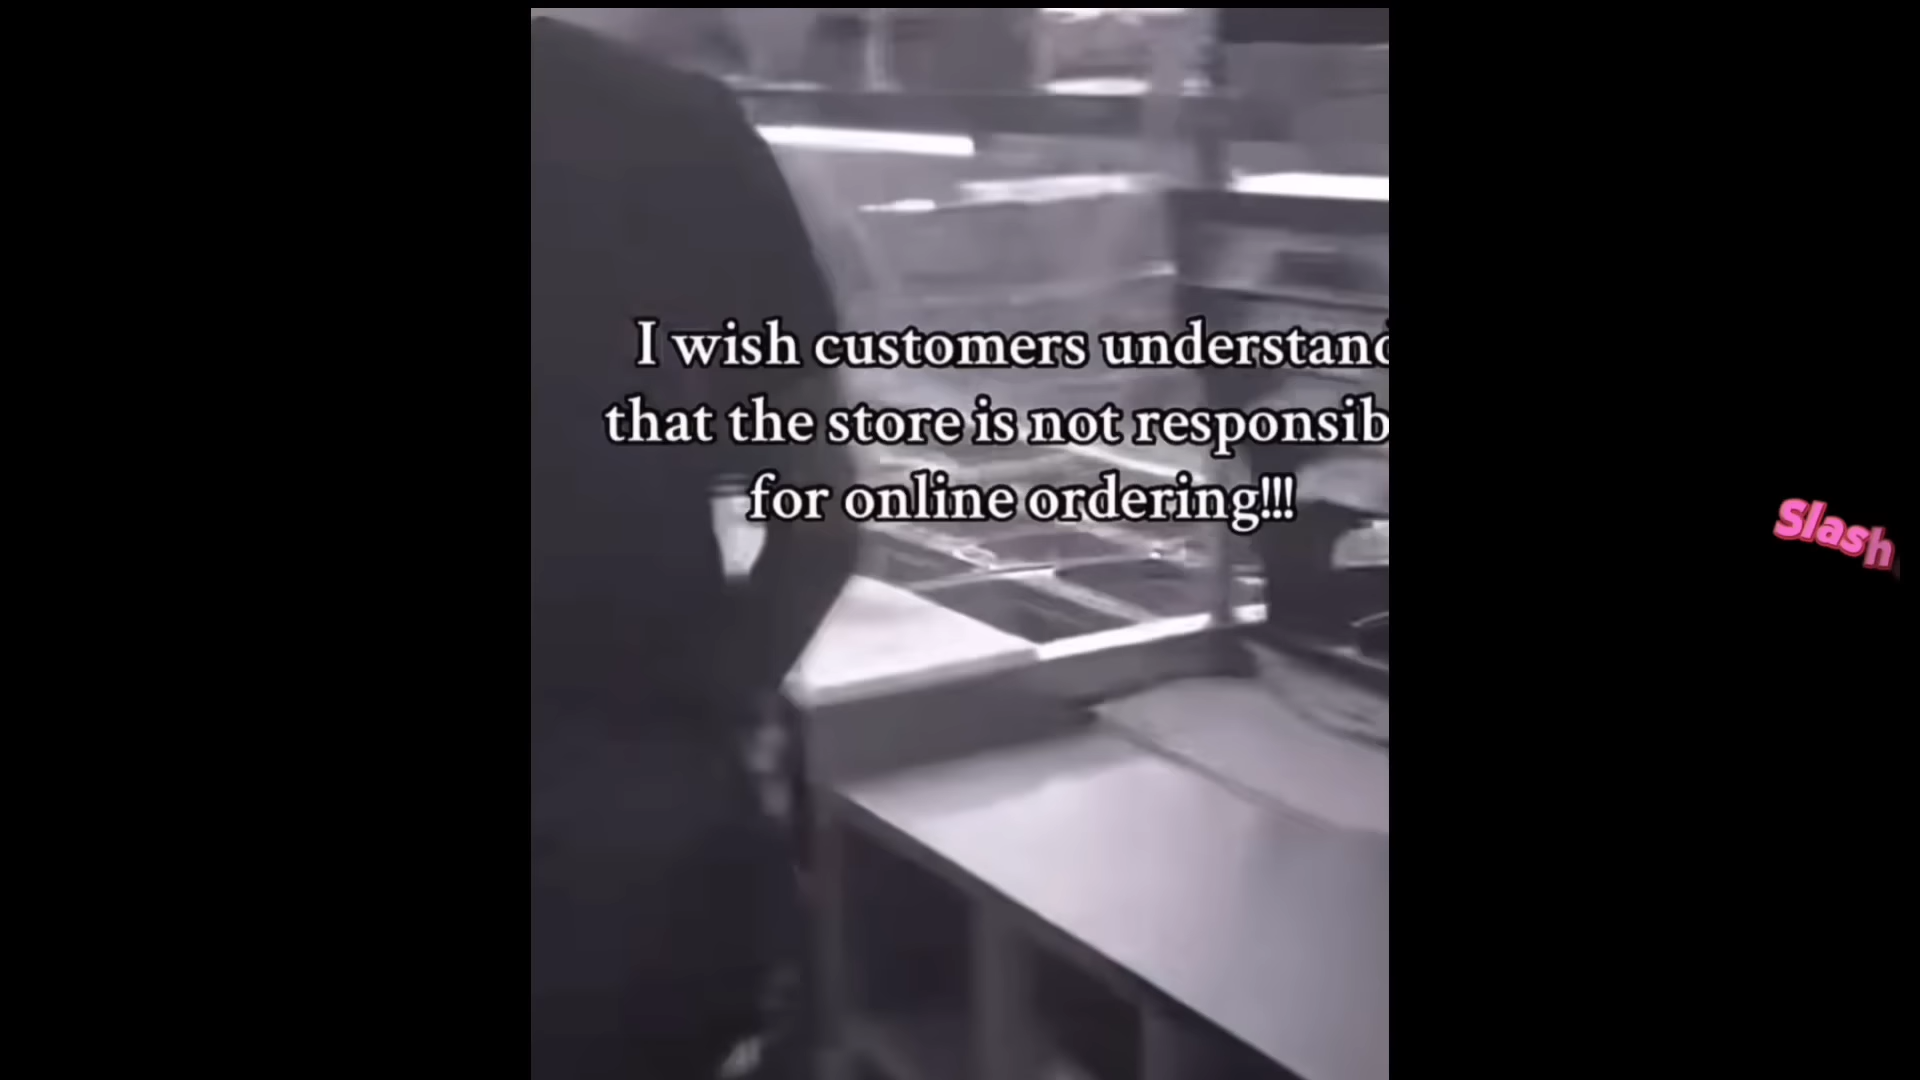 I wish customers understand
that the store is not responsib
for online ordering!!!
Slash